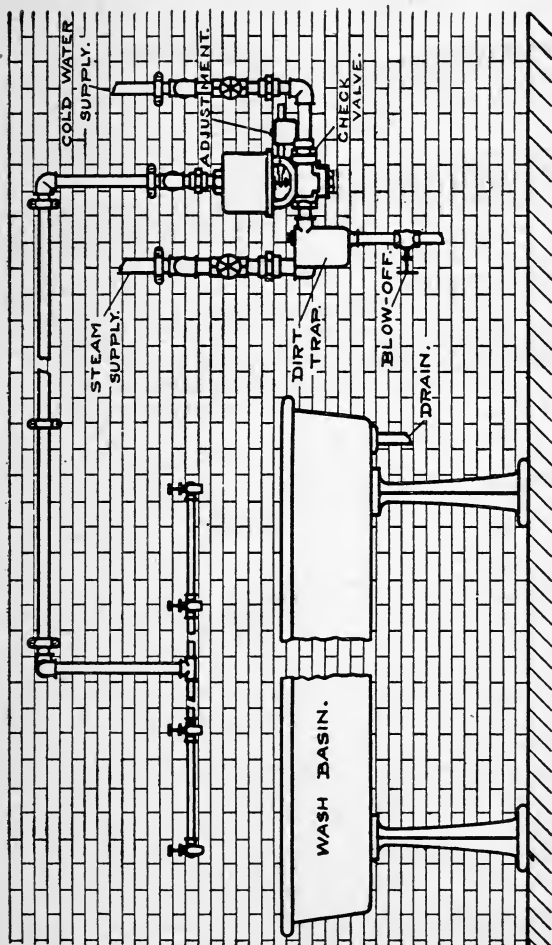 COLD WATER
SUPPLY.
ADJUSTMENT.
CHECK
VALVE.
STEAM
SUPPLY.
DIRT
TRAP.
BLOW-OFF.
DRAIN.
WASH BASIN.